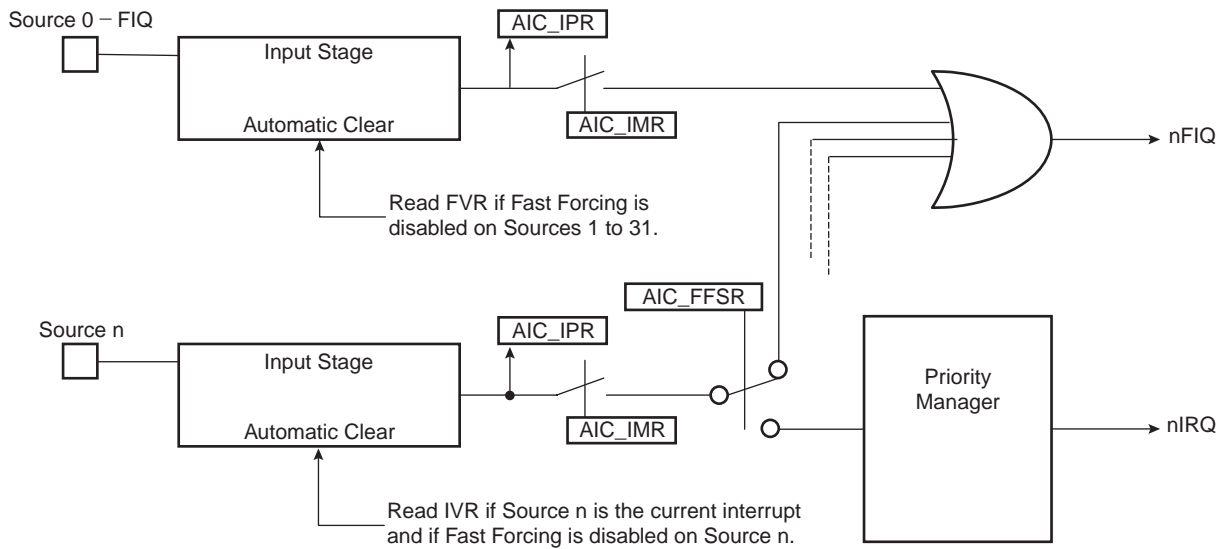 Source 0 – FIQ
AIC_IPR
Input Stage
Automatic Clear
AIC_IMR
nFIQ
Read FVR if Fast Forcing is
disabled on Sources 1 to 31.
AIC_FFSR
Source n
AIC_IPR
Input Stage
Priority
Manager
Automatic Clear
AIC_IMR
nIRQ
Read IVR if Source n is the current interrupt
and if Fast Forcing is disabled on Source n.